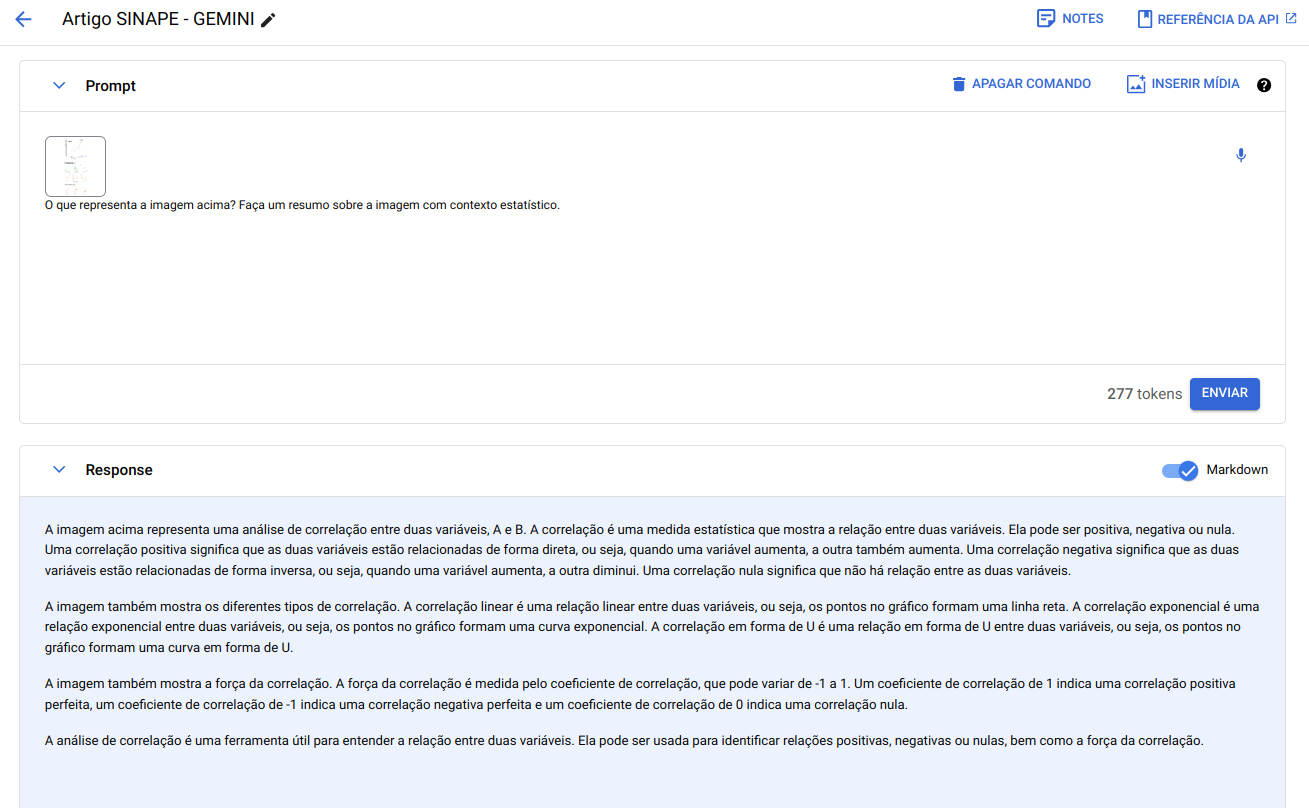 Artigo SINAPE - GEMINI
NOTES
REFERÊNCIA DA API
Prompt
APAGAR COMANDO
INSERIR MÍDIA
O que representa a imagem acima? Faça um resumo sobre a imagem com contexto estatístico.
277 tokens
ENVIAR
Response
Markdown
A imagem acima representa uma análise de correlação entre duas variáveis, A e B. A correlação é uma medida estatística que mostra a relação entre duas variáveis. Ela pode ser positiva, negativa ou nula.
Uma correlação positiva significa que as duas variáveis estão relacionadas de forma direta, ou seja, quando uma variável aumenta, a outra também aumenta. Uma correlação negativa significa que as duas
variáveis estão relacionadas de forma inversa, ou seja, quando uma variável aumenta, a outra diminui. Uma correlação nula significa que não há relação entre as duas variáveis.
A imagem também mostra os diferentes tipos de correlação. A correlação linear é uma relação linear entre duas variáveis, ou seja, os pontos no gráfico formam uma linha reta. A correlação exponencial é uma
relação exponencial entre duas variáveis, ou seja, os pontos no gráfico formam uma curva exponencial. A correlação em forma de U é uma relação em forma de U entre duas variáveis, ou seja, os pontos no
gráfico formam uma curva em forma de U.
A imagem também mostra a força da correlação. A força da correlação é medida pelo coeficiente de correlação, que pode variar de -1 a 1. Um coeficiente de correlação de 1 indica uma correlação positiva
perfeita, um coeficiente de correlação de -1 indica uma correlação negativa perfeita e um coeficiente de correlação de 0 indica uma correlação nula.
A análise de correlação é uma ferramenta útil para entender a relação entre duas variáveis. Ela pode ser usada para identificar relações positivas, negativas ou nulas, bem como a força da correlação.